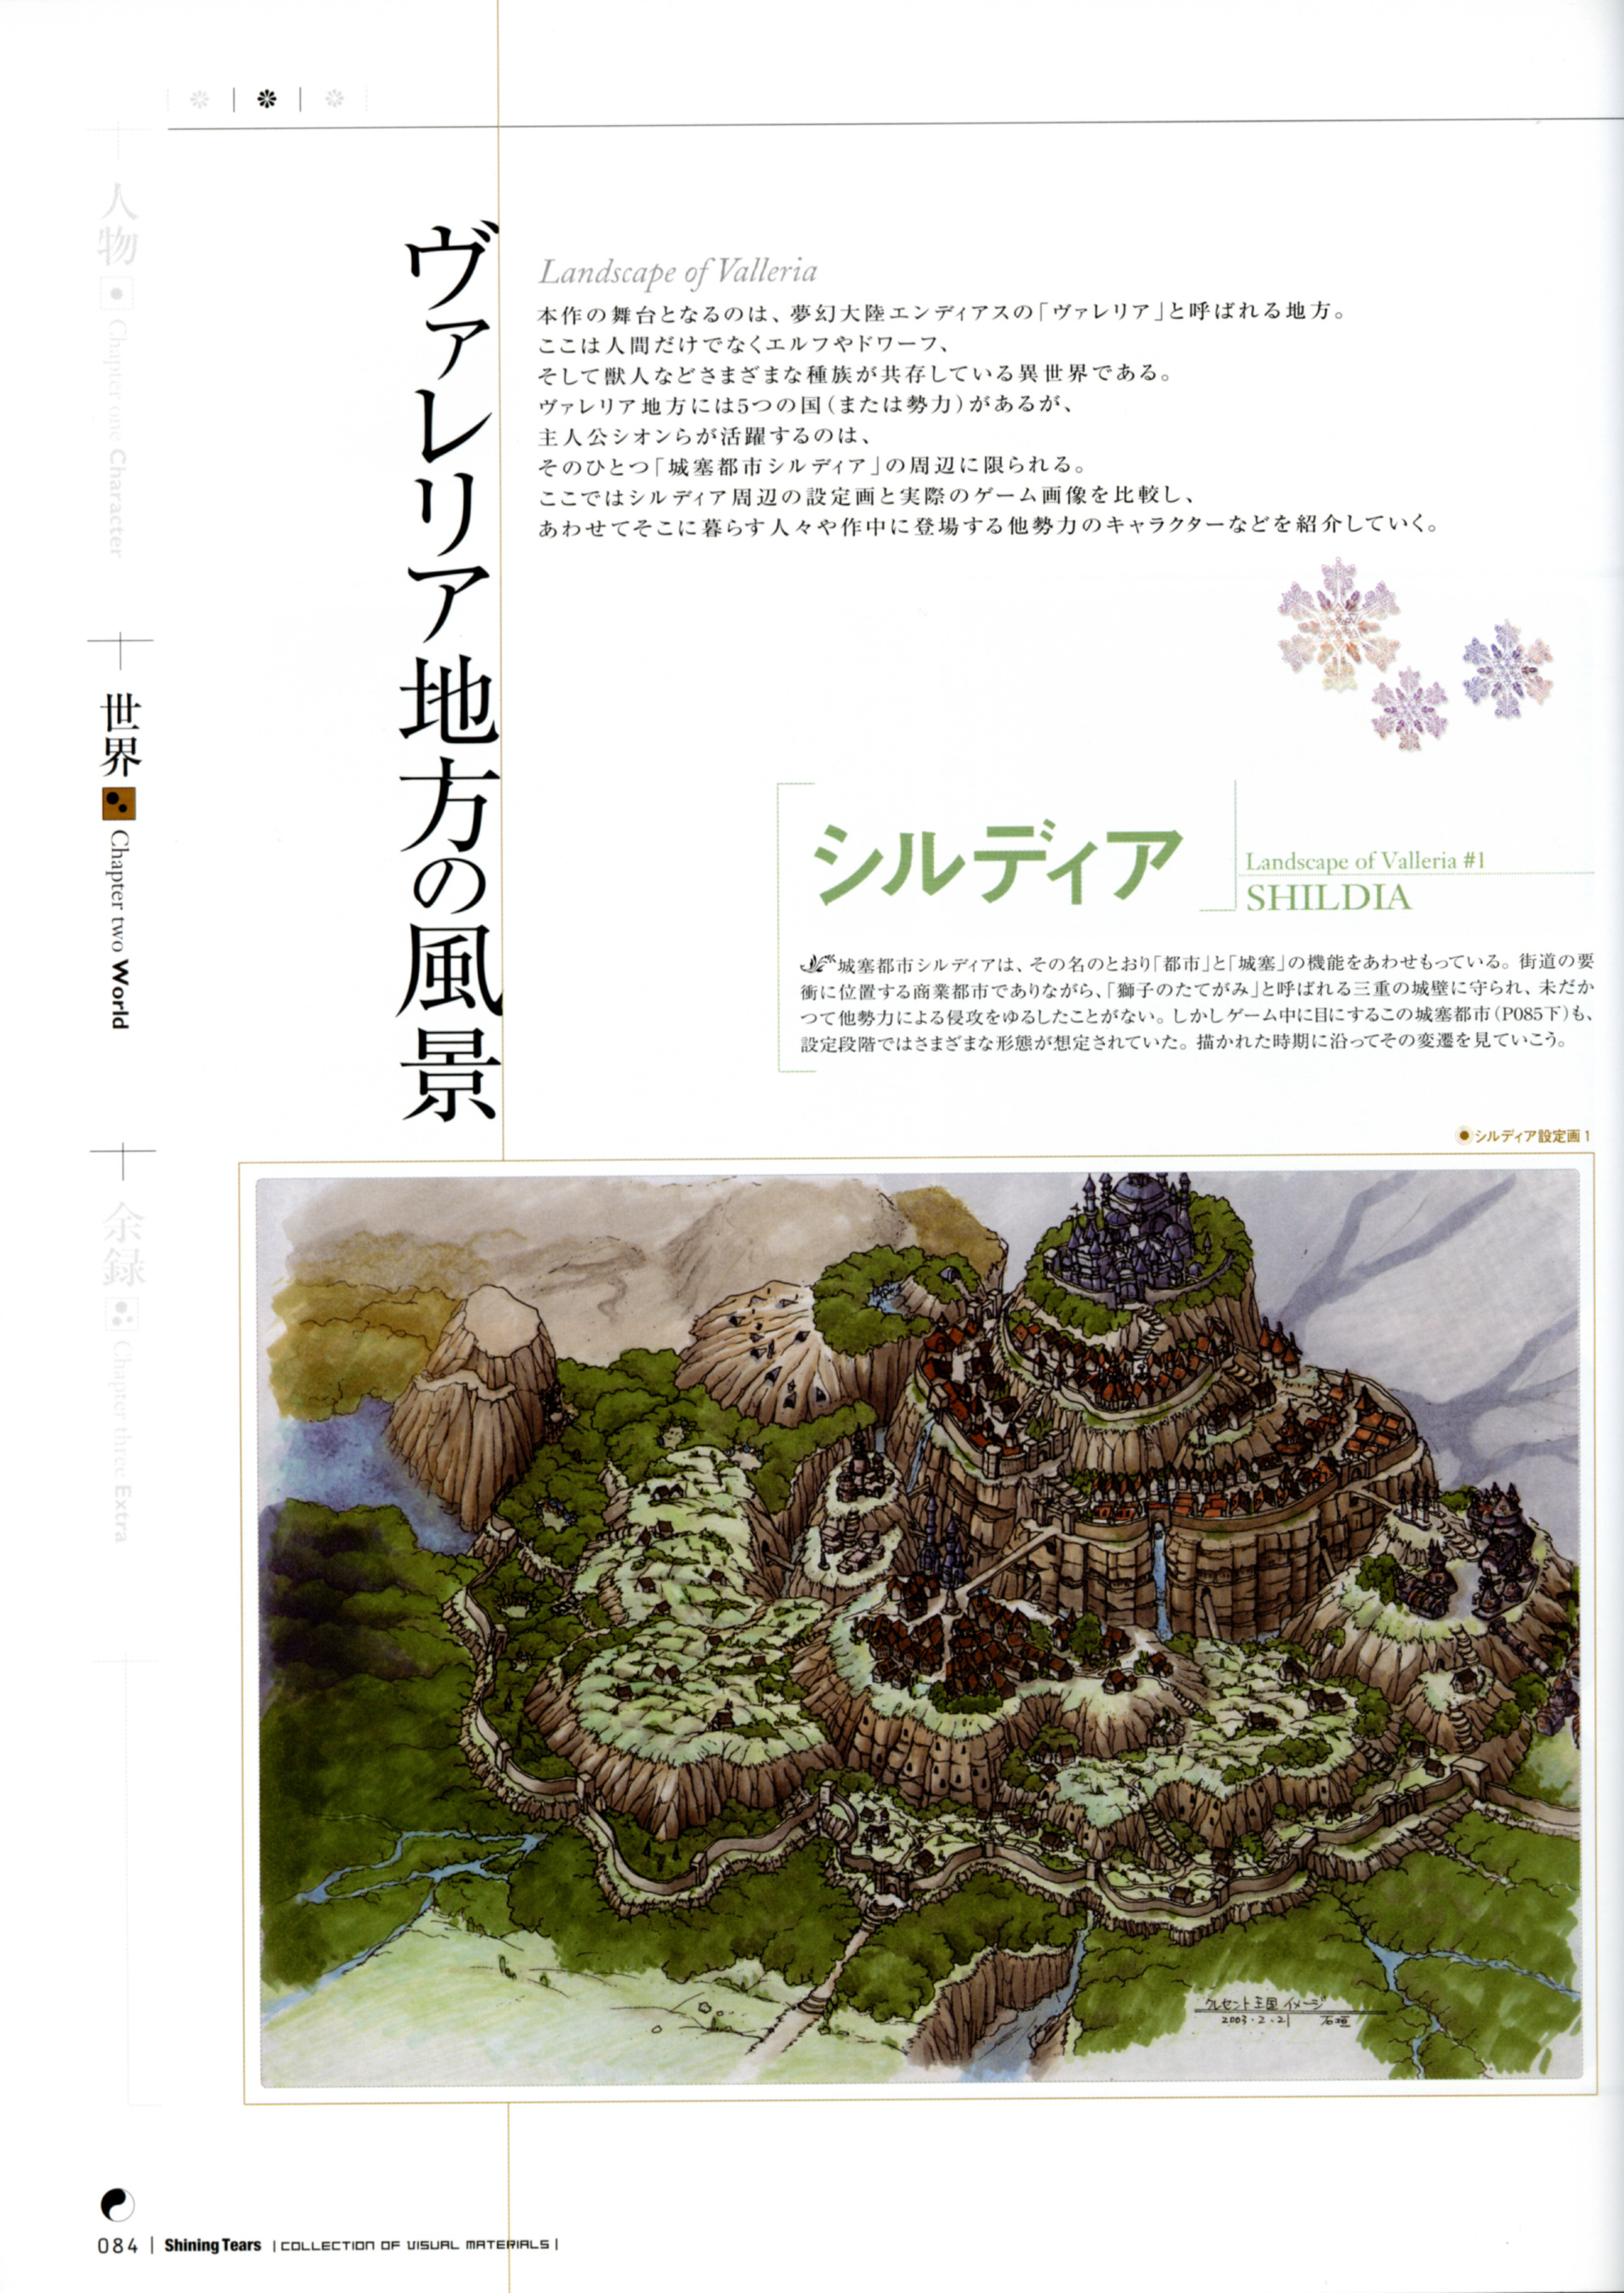 人物
Chapter one Character
世界
Chapter two World
余録
Chapter three Extra
ヴァレリア地方の風景
Landscape of Valleria
本作の舞台となるのは、夢幻大陸エンディアスの「ヴァレリア」と呼ばれる地方。
ここは人間だけでなくエルフやドワーフ、
そして獣人などさまざまな種族が共存している異世界である。
ヴァレリア地方には5つの国(または勢力)があるが、
主人公シオンらが活躍するのは、
そのひとつ「城塞都市シルディア」の周辺に限られる。
ここではシルディア周辺の設定画と実際のゲーム画像を比較し、
あわせてそこに暮らす人々や作中に登場する他勢力のキャラクターなどを紹介していく。
シルディア
Landscape of Valleria #1
SHILDIA
城塞都市シルディアは、その名のとおり「都市」と「城塞」の機能をあわせもっている。街道の要
衝に位置する商業都市でありながら、「獅子のたてがみ」と呼ばれる三重の城壁に守られ、未だか
つて他勢力による侵攻をゆるしたことがない。しかしゲーム中に目にするこの城塞都市(P085下)も、
設定段階ではさまざまな形態が想定されていた。描かれた時期に沿ってその変遷を見ていこう。
シルディア設定画 1
クレセント王国 イメージ
2003・2・21 石垣
084 | Shining Tears | COLLECTION OF VISUAL MATERIALS |